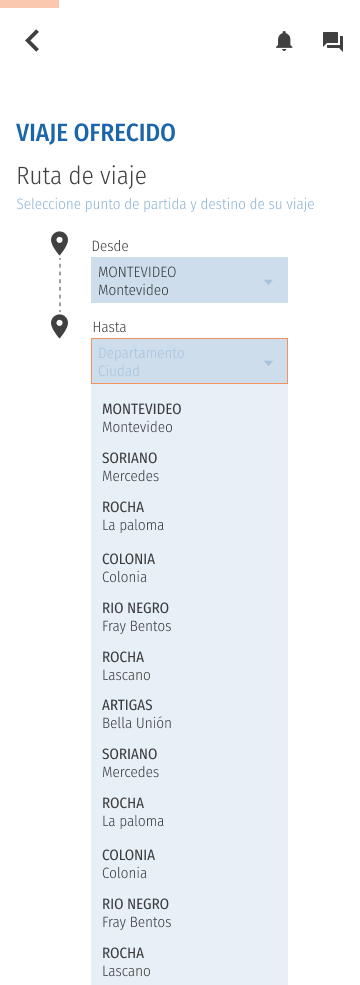 VIAJE OFRECIDO
Ruta de viaje
Seleccione punto de partida y destino de su viaje
Desde
MONTEVIDEO
Montevideo
Hasta
Departamento
Ciudad
MONTEVIDEO
Montevideo
SORIANO
Mercedes
ROCHA
La paloma
COLONIA
Colonia
RIO NEGRO
Fray Bentos
ROCHA
Lascano
ARTIGAS
Bella Unión
SORIANO
Mercedes
ROCHA
La paloma
COLONIA
Colonia
RIO NEGRO
Fray Bentos
ROCHA
Lascano